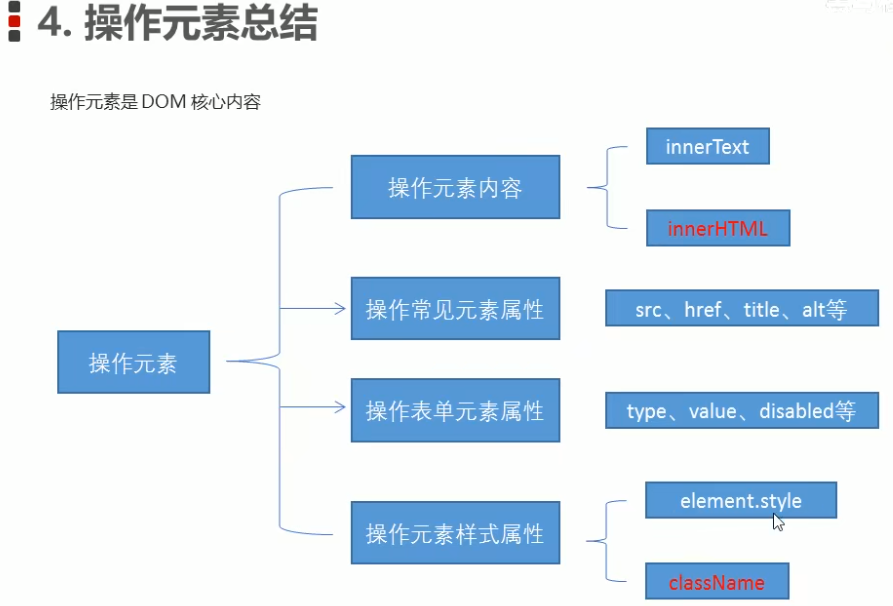 4. 操作元素总结
操作元素是 DOM 核心内容
操作元素
操作元素内容
innerText
innerHTML
操作常见元素属性
src、href、title、alt等
操作表单元素属性
type、value、disabled等
操作元素样式属性
element.style
className